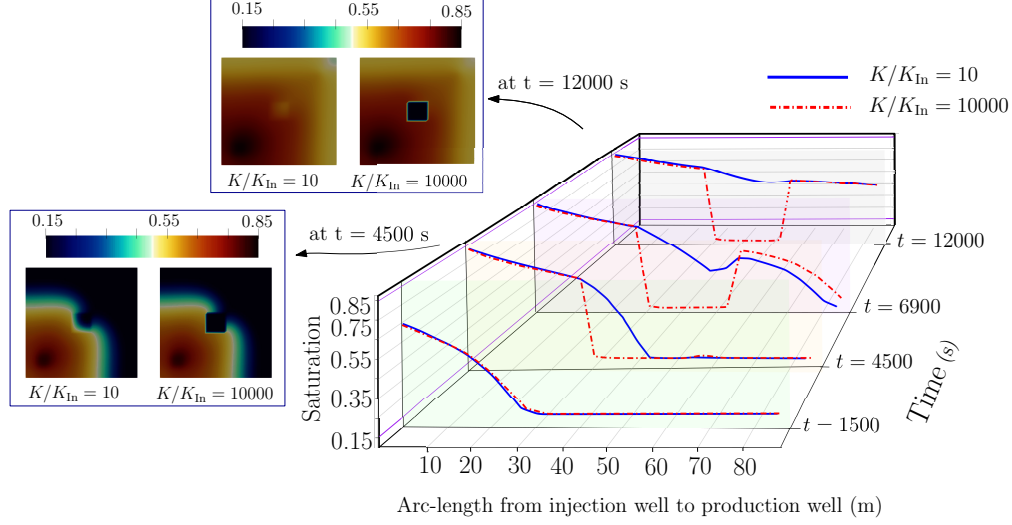 0.15 0.55 0.85
K/K_In = 10 K/K_In = 10000
at t = 12000 s
K/K_In = 10
K/K_In = 10000
0.15 0.55 0.85
K/K_In = 10 K/K_In = 10000
at t = 4500 s
0.85
0.75
0.55
0.35
0.15
Saturation
t = 12000
t = 6900
t = 4500
t − 1500
Time (s)
10 20 30 40 50 60 70 80
Arc-length from injection well to production well (m)